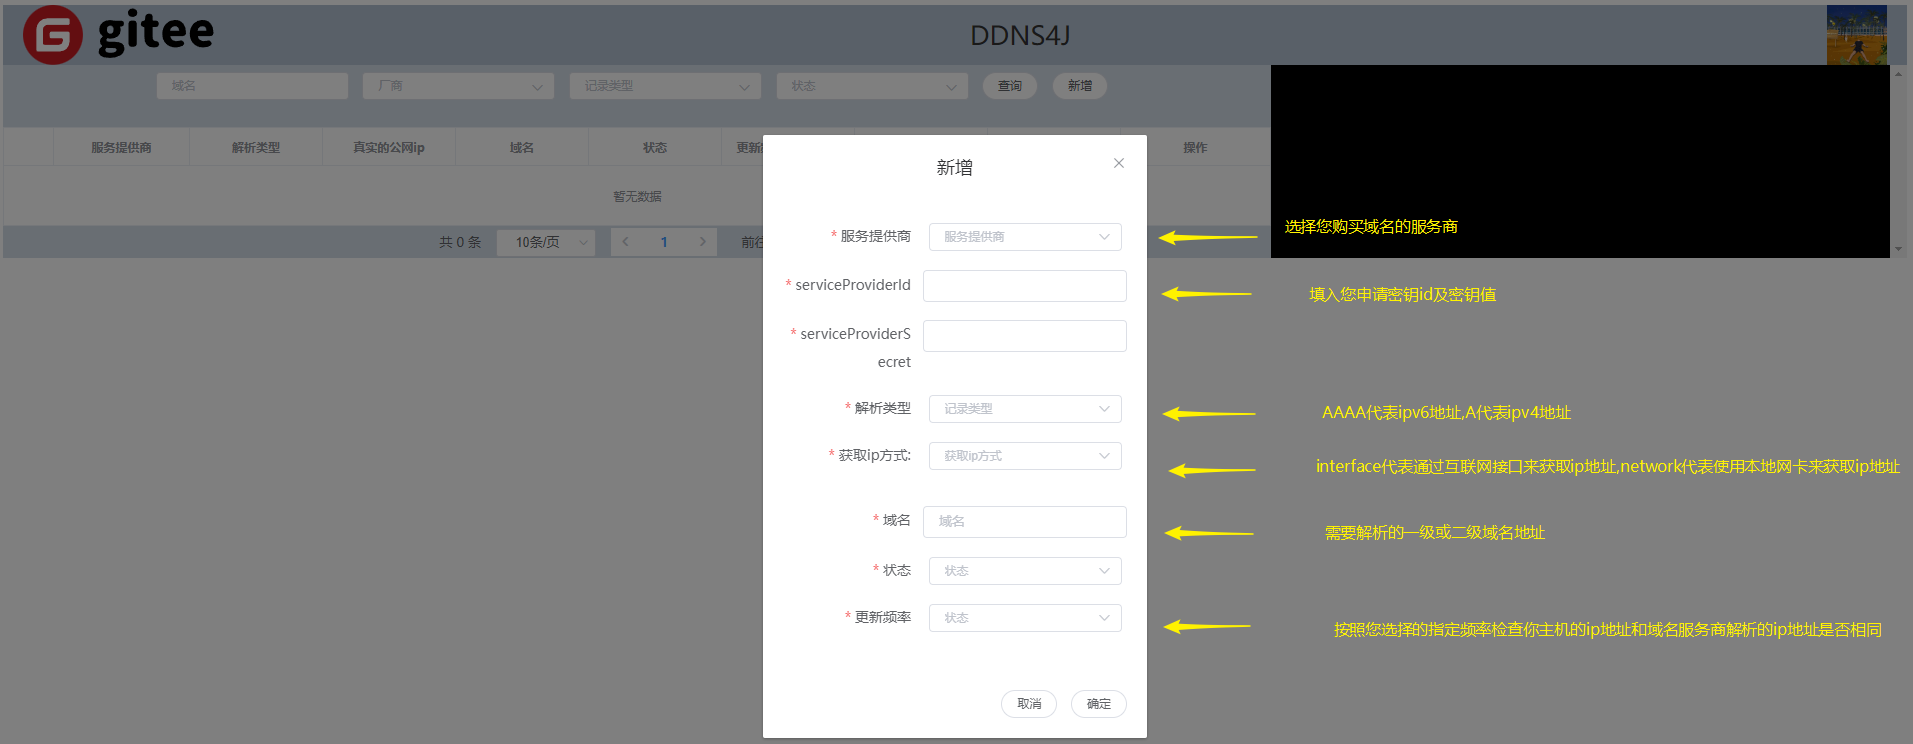 gitee
DDNS4J
域名 厂商 记录类型 状态 查询 新增
服务提供商 解析类型 真实的公网ip 域名 状态 更新 操作
暂无数据
共 0 条 10条/页 1 前往
新增
* 服务提供商 服务提供商
选择您购买域名的服务商
* serviceProviderId
填入您申请密钥id及密钥值
* serviceProviderS
ecret
* 解析类型 记录类型
AAAA代表ipv6地址,A代表ipv4地址
* 获取ip方式: 获取ip方式
interface代表通过互联网接口来获取ip地址,network代表使用本地网卡来获取ip地址
* 域名 域名
需要解析的一级或二级域名地址
* 状态 状态
* 更新频率 状态
按照您选择的指定频率检查你主机的ip地址和域名服务商解析的ip地址是否相同
取消 确定